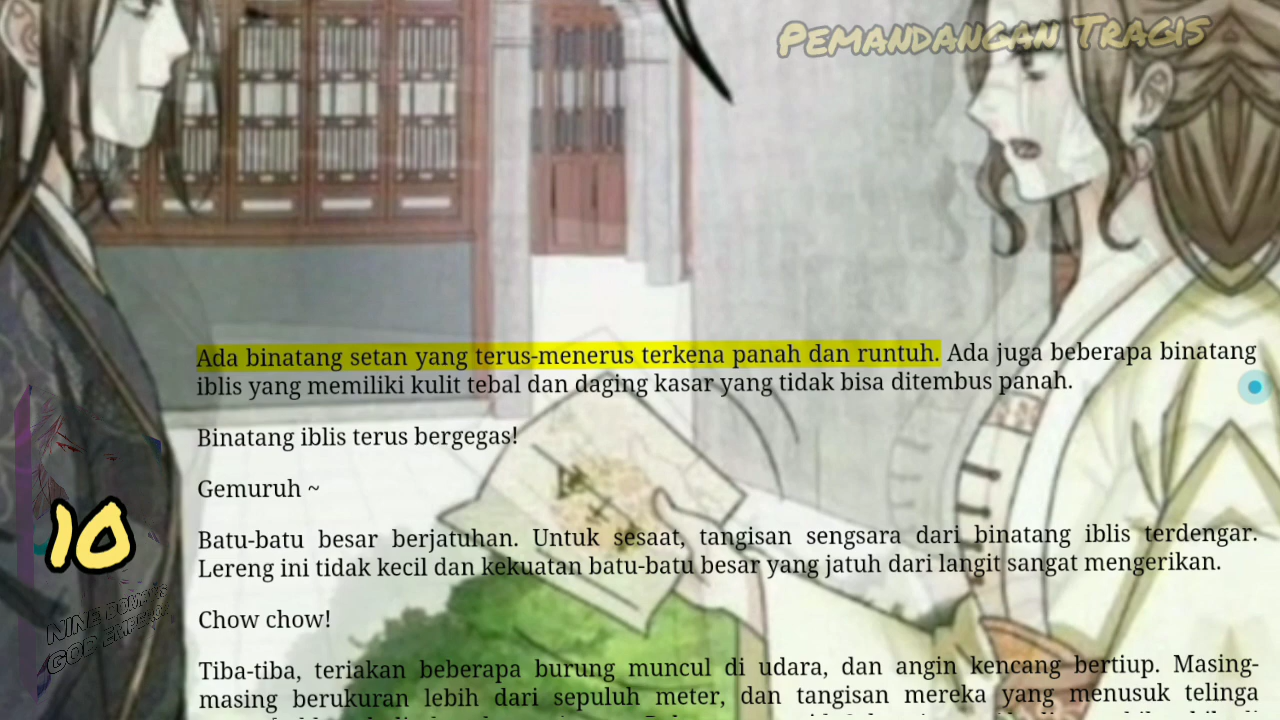 Pemandangan Tragis
Ada binatang setan yang terus-menerus terkena panah dan runtuh. Ada juga beberapa binatang
iblis yang memiliki kulit tebal dan daging kasar yang tidak bisa ditembus panah.
Binatang iblis terus bergegas!
Gemuruh ~
Batu-batu besar berjatuhan. Untuk sesaat, tangisan sengsara dari binatang iblis terdengar.
Lereng ini tidak kecil dan kekuatan batu-batu besar yang jatuh dari langit sangat mengerikan.
10
Chow chow!
NINE DOMAINS
GOD EMPEROR
Tiba-tiba, teriakan beberapa burung muncul di udara, dan angin kencang bertiup. Masing-
masing berukuran lebih dari sepuluh meter, dan tangisan mereka yang menusuk telinga